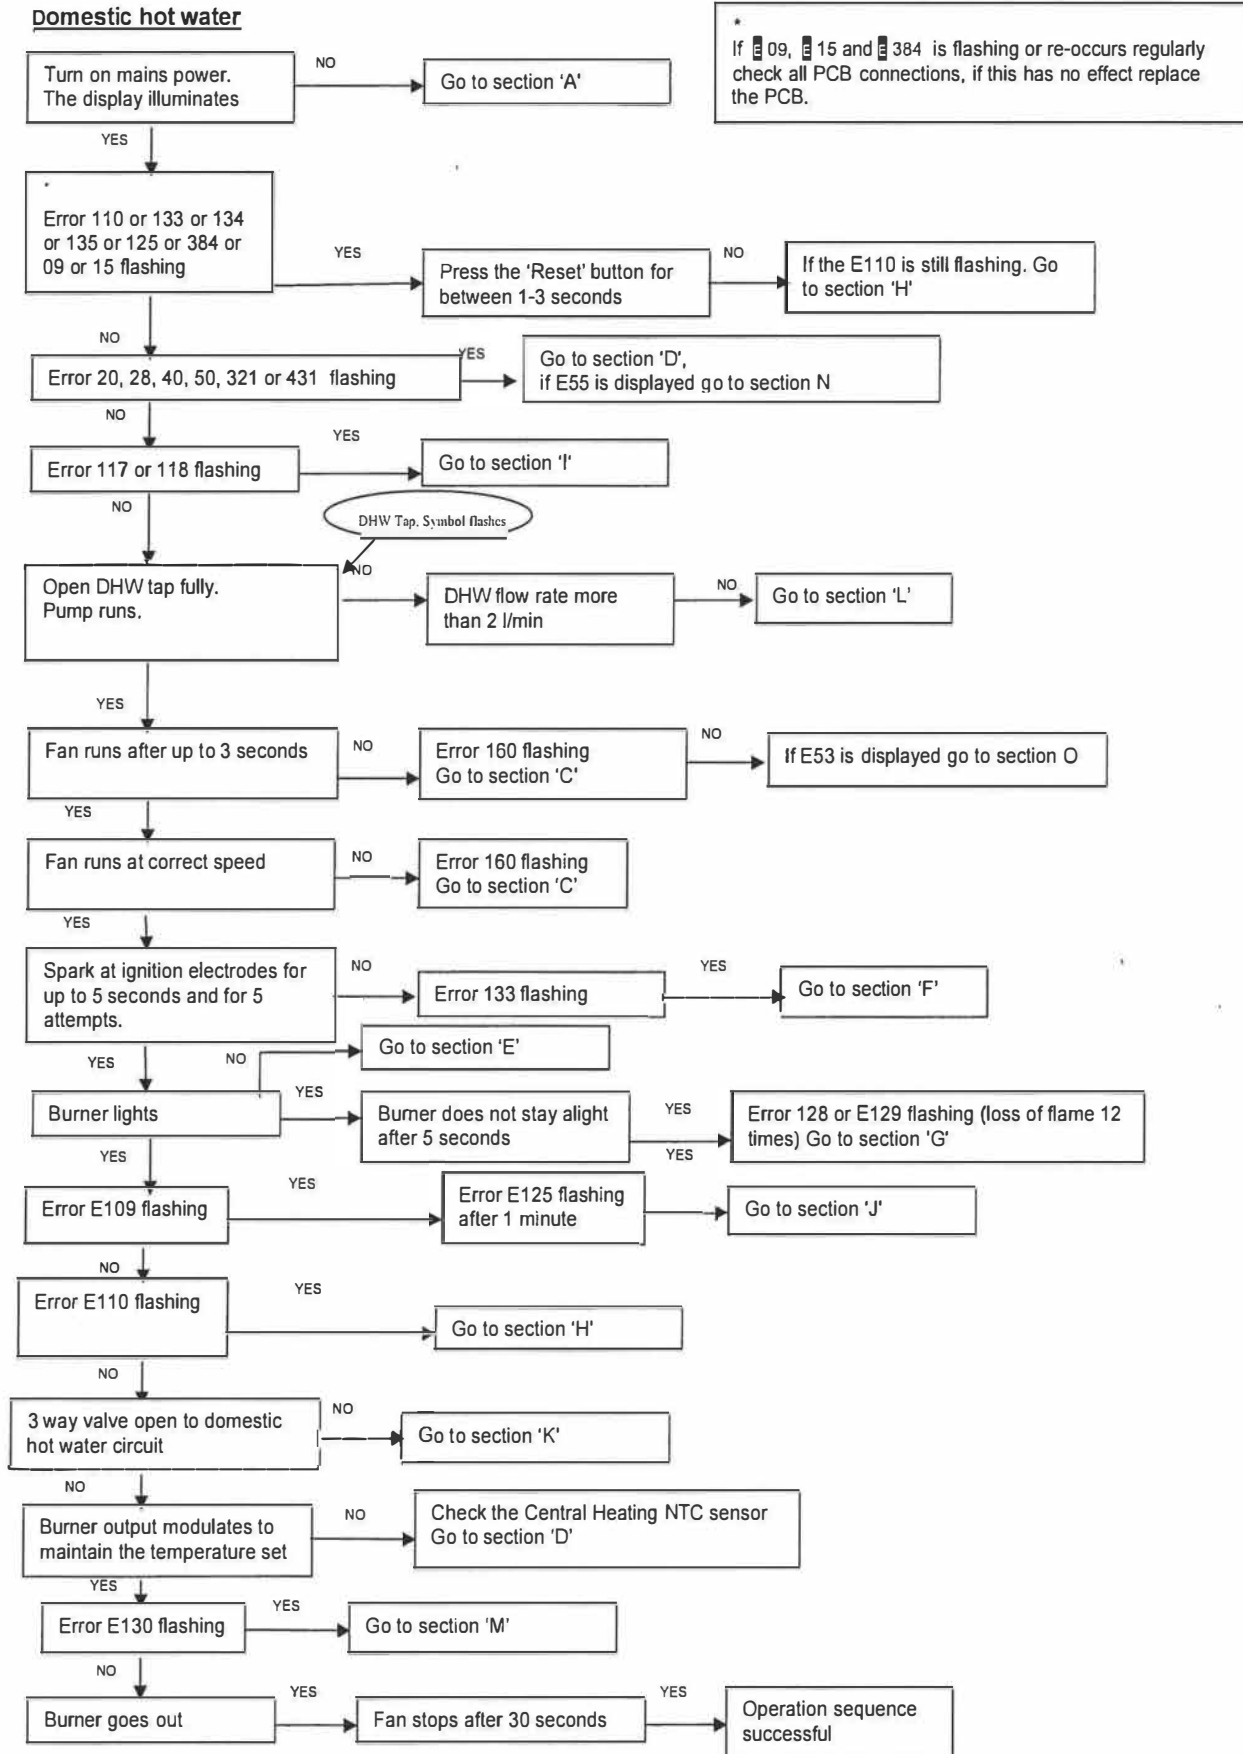 Domestic hot water
*
If E 09, E 15 and E 384 is flashing or re-occurs regularly
check all PCB connections, if this has no effect replace
the PCB.
Turn on mains power.
The display illuminates
NO
Go to section 'A'
YES
*
Error 110 or 133 or 134
or 135 or 125 or 384 or
09 or 15 flashing
YES
Press the 'Reset' button for
between 1-3 seconds
NO
If the E110 is still flashing. Go
to section 'H'
NO
Error 20, 28, 40, 50, 321 or 431 flashing
YES
Go to section 'D',
if E55 is displayed go to section N
NO
Error 117 or 118 flashing
YES
Go to section 'I'
NO
DHW Tap. Symbol flashes
Open DHW tap fully.
Pump runs.
NO
DHW flow rate more
than 2 l/min
NO
Go to section 'L'
YES
Fan runs after up to 3 seconds
NO
Error 160 flashing
Go to section 'C'
NO
If E53 is displayed go to section O
YES
Fan runs at correct speed
NO
Error 160 flashing
Go to section 'C'
YES
Spark at ignition electrodes for
up to 5 seconds and for 5
attempts.
NO
Error 133 flashing
YES
Go to section 'F'
YES
NO
Go to section 'E'
Burner lights
YES
Burner does not stay alight
after 5 seconds
YES
YES
Error 128 or E129 flashing (loss of flame 12
times) Go to section 'G'
YES
Error E109 flashing
YES
Error E125 flashing
after 1 minute
Go to section 'J'
NO
Error E110 flashing
YES
Go to section 'H'
NO
3 way valve open to domestic
hot water circuit
NO
Go to section 'K'
NO
Burner output modulates to
maintain the temperature set
NO
Check the Central Heating NTC sensor
Go to section 'D'
YES
Error E130 flashing
YES
Go to section 'M'
NO
Burner goes out
YES
Fan stops after 30 seconds
YES
Operation sequence
successful